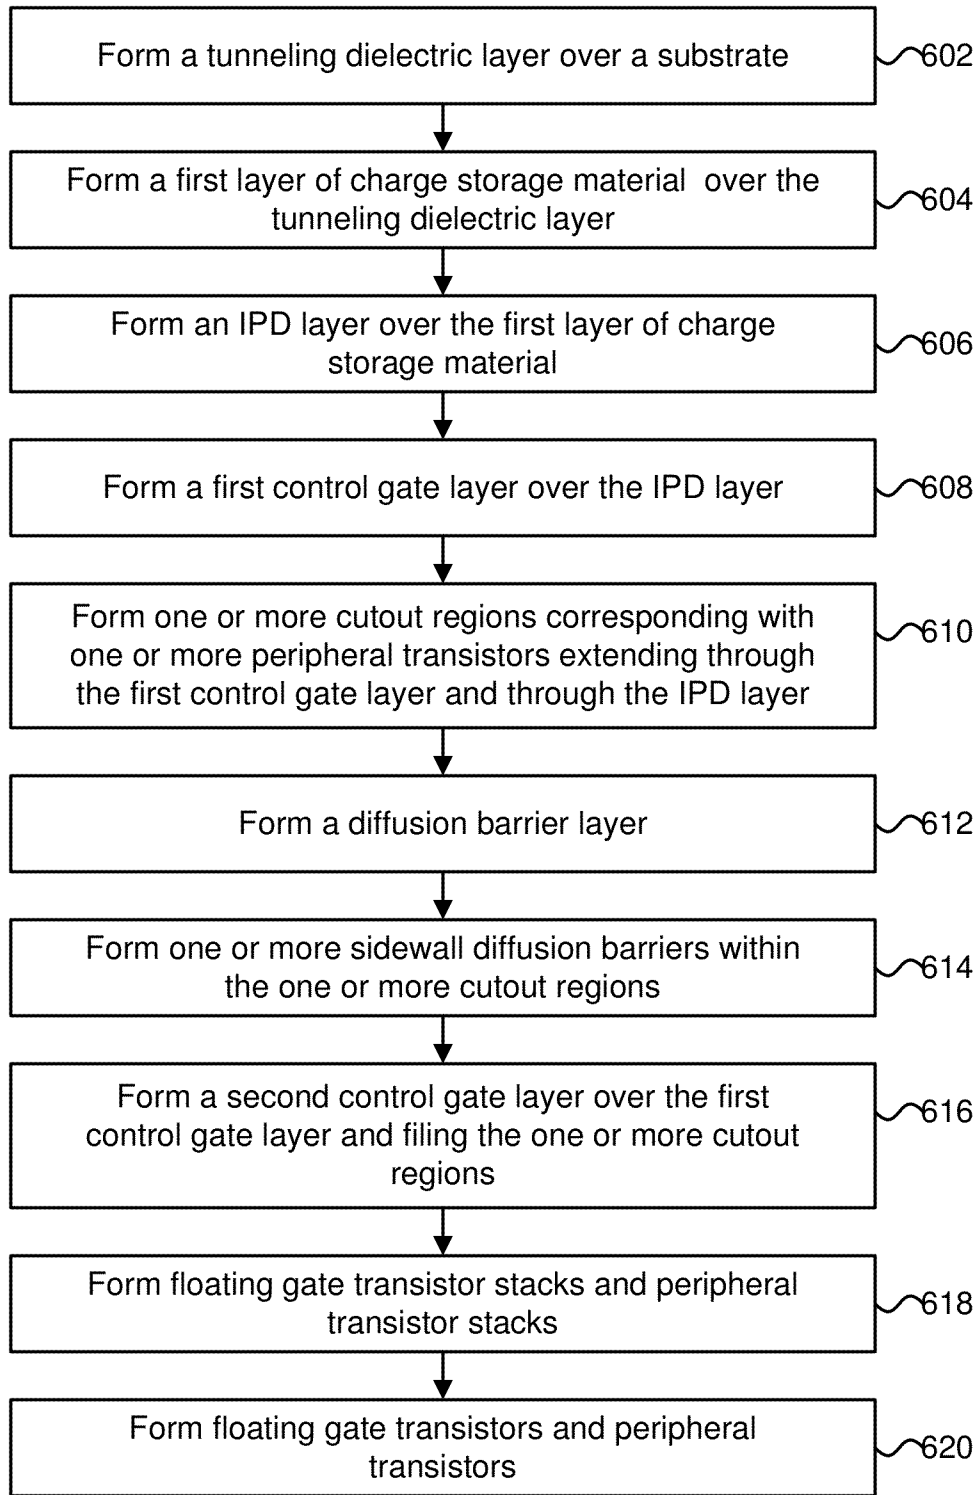 Form a tunneling dielectric layer over a substrate
602
Form a first layer of charge storage material  over the
tunneling dielectric layer
604
Form an IPD layer over the first layer of charge
storage material
606
Form a first control gate layer over the IPD layer
608
Form one or more cutout regions corresponding with
one or more peripheral transistors extending through
the first control gate layer and through the IPD layer
610
Form a diffusion barrier layer
612
Form one or more sidewall diffusion barriers within
the one or more cutout regions
614
Form a second control gate layer over the first
control gate layer and filing the one or more cutout
regions
616
Form floating gate transistor stacks and peripheral
transistor stacks
618
Form floating gate transistors and peripheral
transistors
620